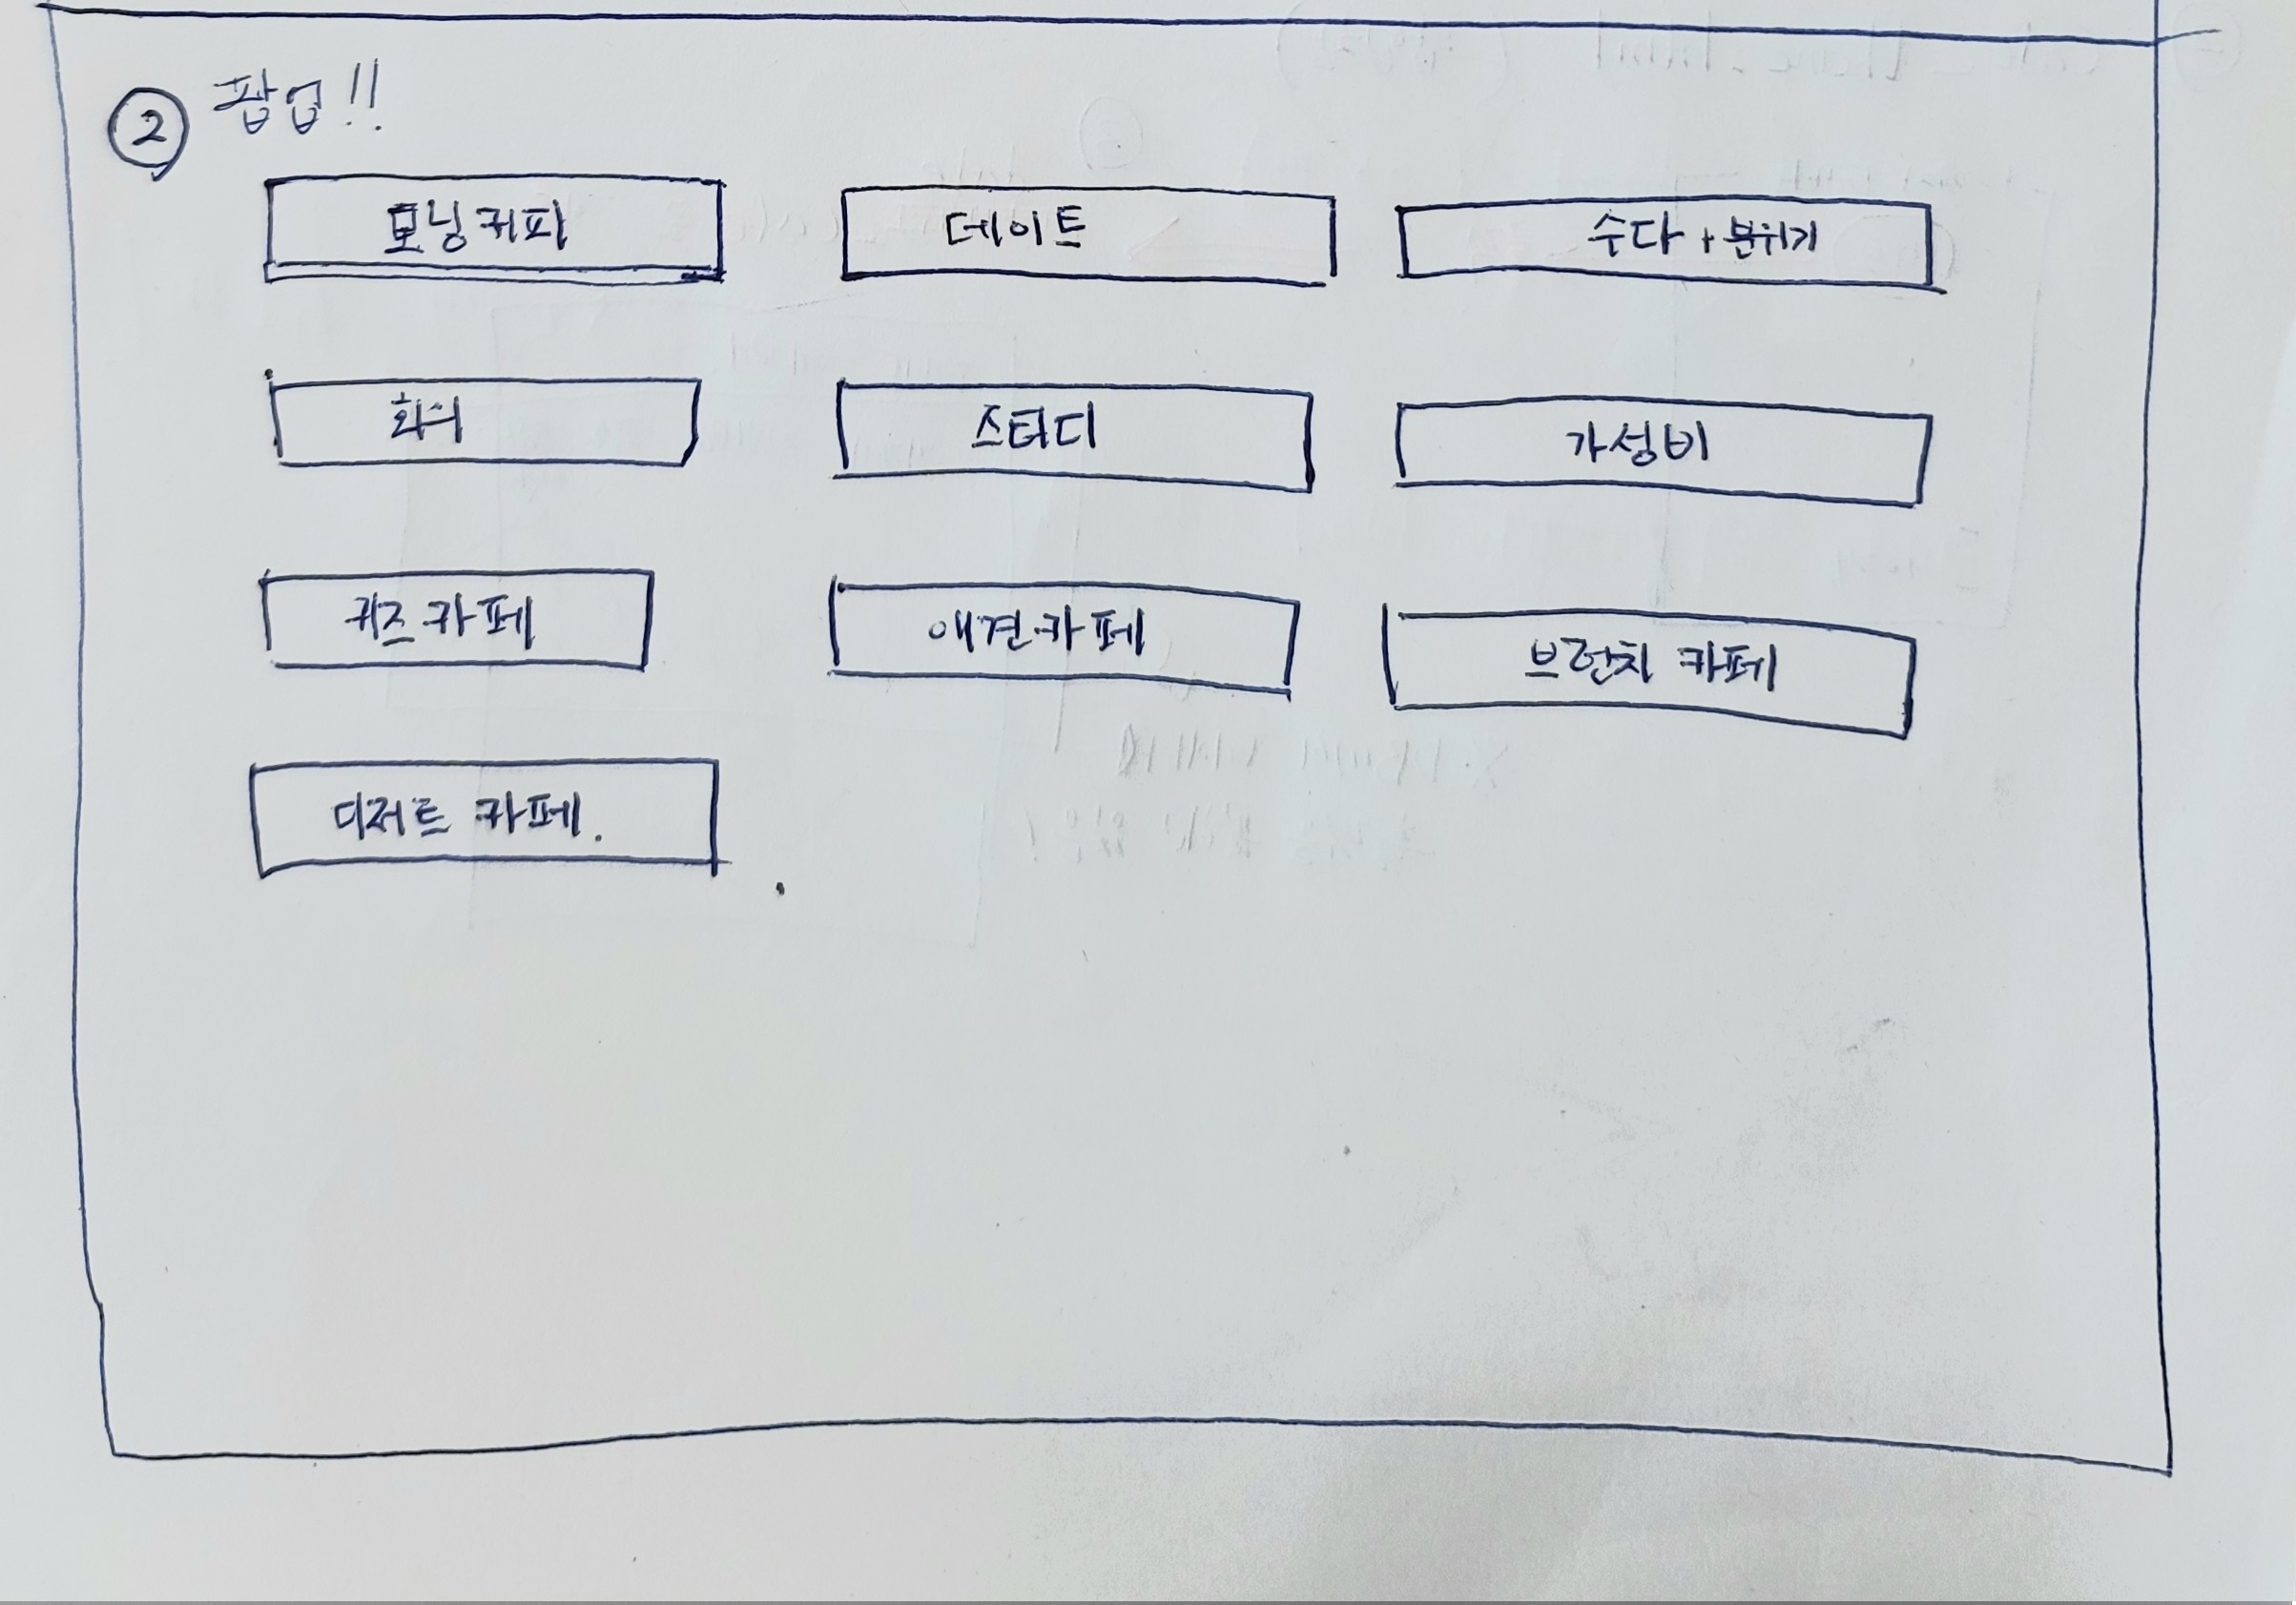 ② 팝업!!
모닝커피 데이트 수다 + 분위기
회의 스터디 가성비
퀴즈카페 애견카페 브런치 카페
디저트 카페.